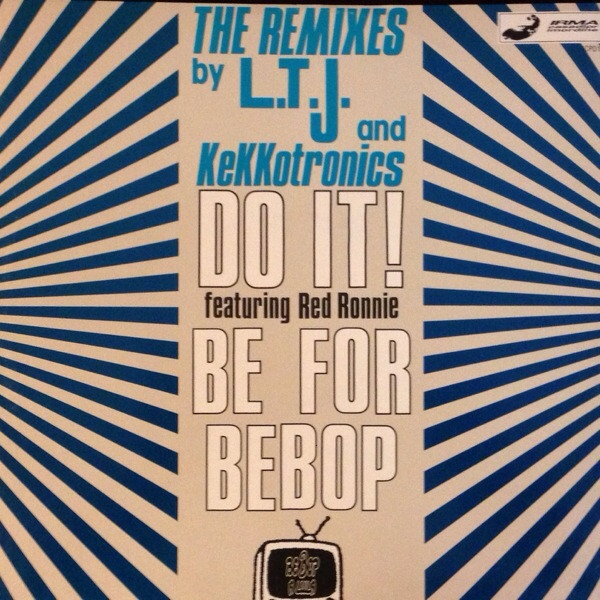 THE REMIXES
by L.T.J.
and
KeKKotronics
DO IT!
featuring Red Ronnie
BE FOR
BEBOP
IRMA